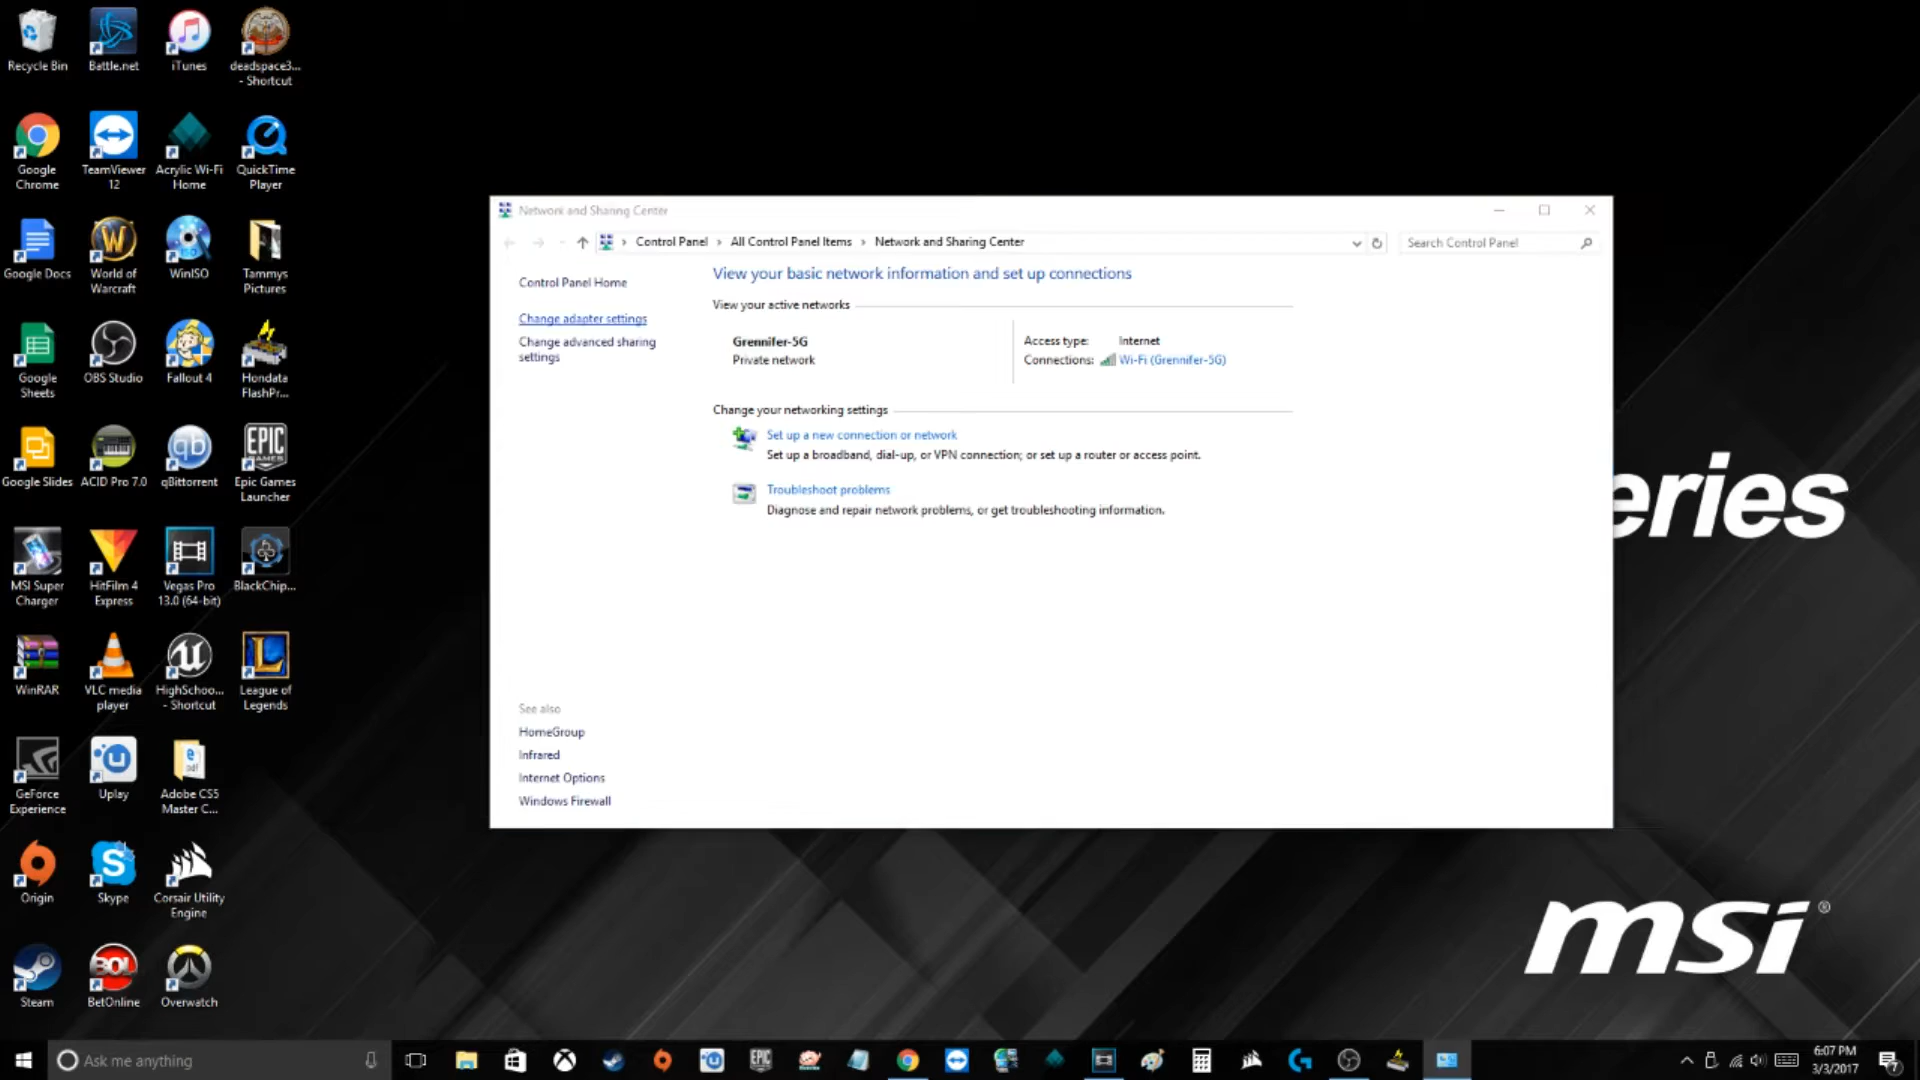 Recycle Bin
Battle.net
iTunes
deadspace3...
- Shortcut
Google
Chrome
TeamViewer
12
Acrylic Wi-Fi
Home
QuickTime
Player
Google Docs
World of
Warcraft
WinISO
Tammys
Pictures
Google
Sheets
OBS Studio
Fallout 4
Hondata
FlashPr...
Google Slides
ACID Pro 7.0
qb
qBittorrent
EPIC
GAMES
Epic Games
Launcher
MSI Super
Charger
HitFilm 4
Express
Vegas Pro
13.0 (64-bit)
BlackChip...
WinRAR
VLC media
player
HighSchoo...
- Shortcut
League of
Legends
GeForce
Experience
Uplay
Adobe CS5
Master C...
Origin
Skype
Corsair Utility
Engine
Steam
BOL
BetOnline
Overwatch
Network and Sharing Center
Control Panel › All Control Panel Items › Network and Sharing Center
Search Control Panel
Control Panel Home
Change adapter settings
Change advanced sharing
settings
View your basic network information and set up connections
View your active networks
Grennifer-5G
Private network
Access type: Internet
Connections: Wi-Fi (Grennifer-5G)
Change your networking settings
Set up a new connection or network
Set up a broadband, dial-up, or VPN connection; or set up a router or access point.
Troubleshoot problems
Diagnose and repair network problems, or get troubleshooting information.
See also
HomeGroup
Infrared
Internet Options
Windows Firewall
eries
msi®
Ask me anything
EPIC
6:07 PM
3/3/2017
7